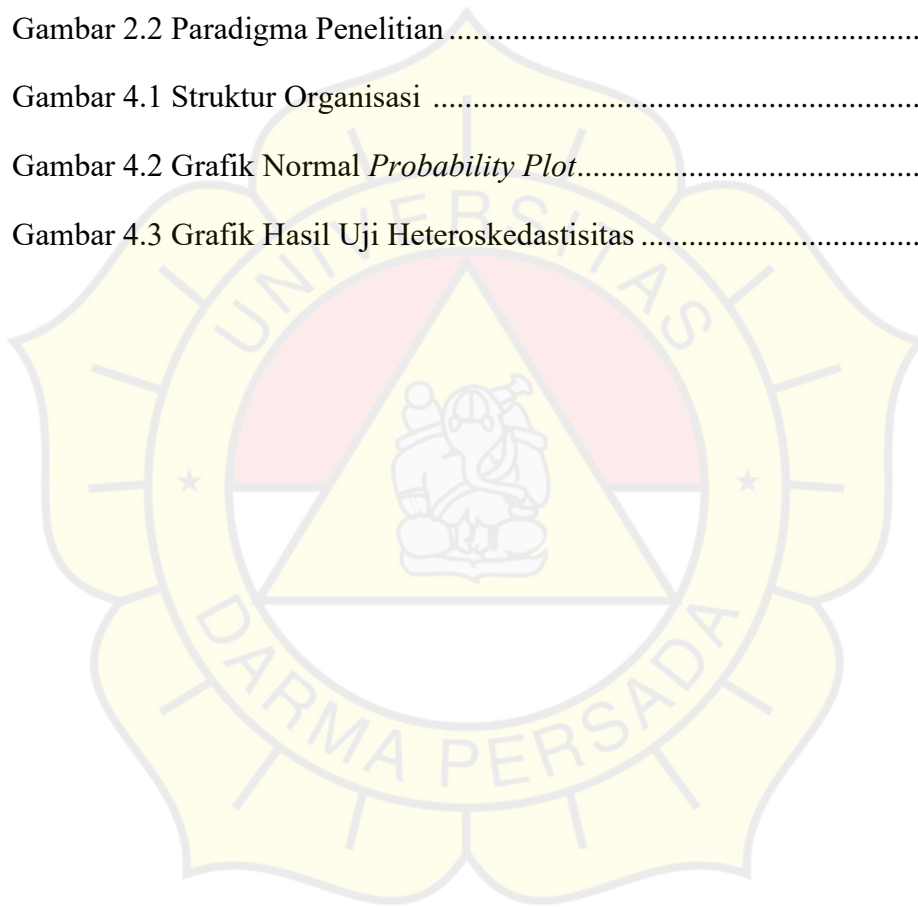 Gambar 2.2 Paradigma Penelitian ..........................................................
Gambar 4.1 Struktur Organisasi ............................................................
Gambar 4.2 Grafik Normal Probability Plot..........................................
Gambar 4.3 Grafik Hasil Uji Heteroskedastisitas ..................................
UNIVERSITAS
DARMA PERSADA